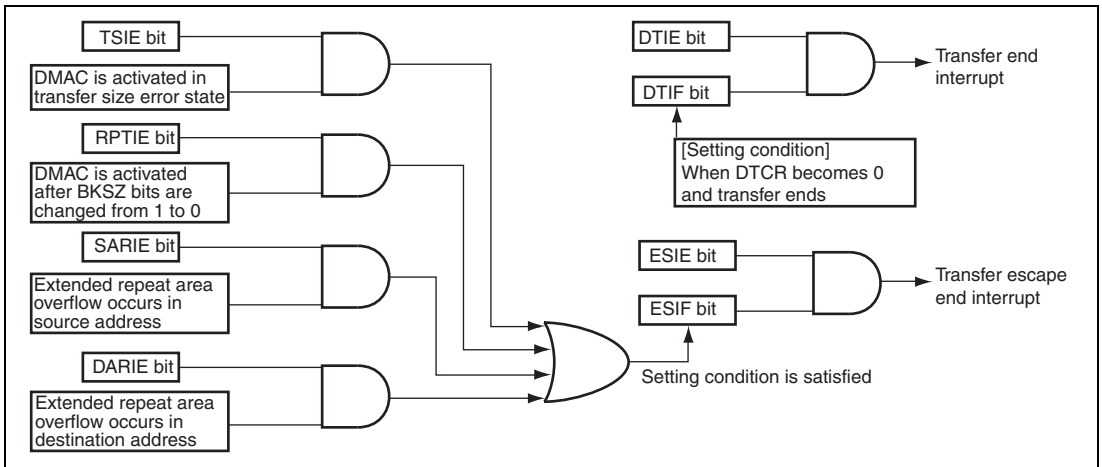 TSIE bit
DMAC is activated in
transfer size error state
RPTIE bit
DMAC is activated
after BKSZ bits are
changed from 1 to 0
SARIE bit
Extended repeat area
overflow occurs in
source address
DARIE bit
Extended repeat area
overflow occurs in
destination address
DTIE bit
DTIF bit
Transfer end
interrupt
[Setting condition]
When DTCR becomes 0
and transfer ends
ESIE bit
ESIF bit
Transfer escape
end interrupt
Setting condition is satisfied